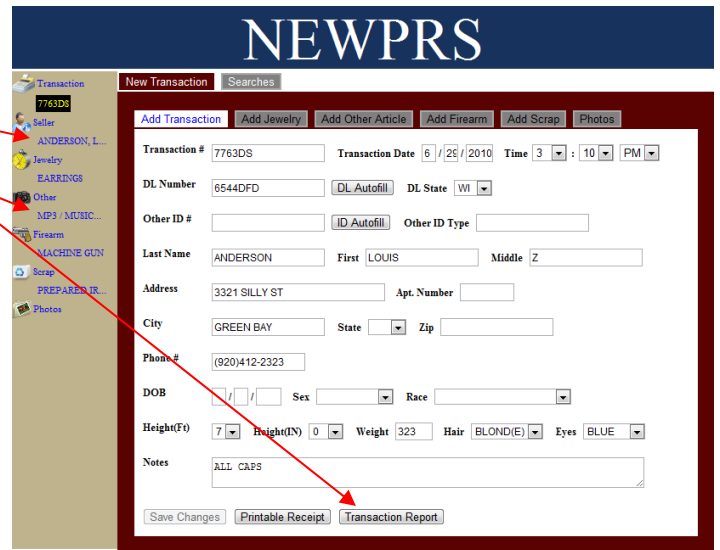 NEWPRS
Transaction
7763DS
Seller
ANDERSON, L...
Jewelry
EARRINGS
Other
MP3 / MUSIC...
Firearm
MACHINE GUN
Scrap
PREPARED IR...
Photos
New Transaction Searches
Add Transaction Add Jewelry Add Other Article Add Firearm Add Scrap Photos
Transaction # 7763DS Transaction Date 6 / 29 / 2010 Time 3 : 10 PM
DL Number 6544DFD DL Autofill DL State WI
Other ID # ID Autofill Other ID Type
Last Name ANDERSON First LOUIS Middle Z
Address 3321 SILLY ST Apt. Number
City GREEN BAY State Zip
Phone # (920)412-2323
DOB / / Sex Race
Height(Ft) 7 Height(IN) 0 Weight 323 Hair BLOND(E) Eyes BLUE
Notes ALL CAPS
Save Changes Printable Receipt Transaction Report